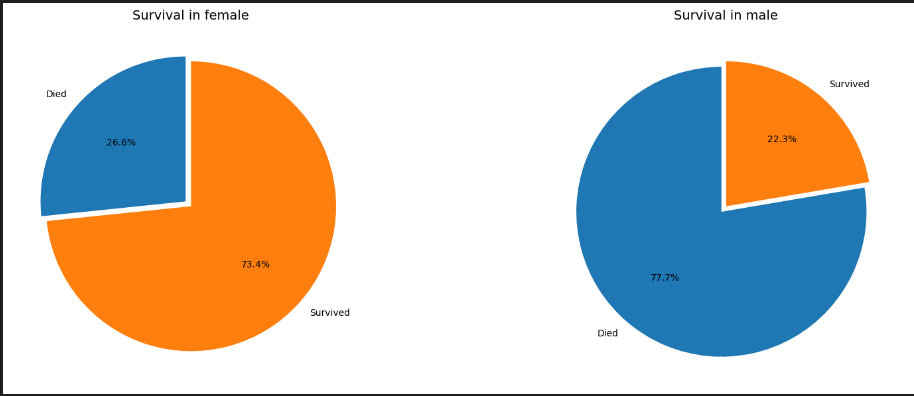 Survival in female
Died
26.6%
73.4%
Survived
Survival in male
Survived
22.3%
77.7%
Died